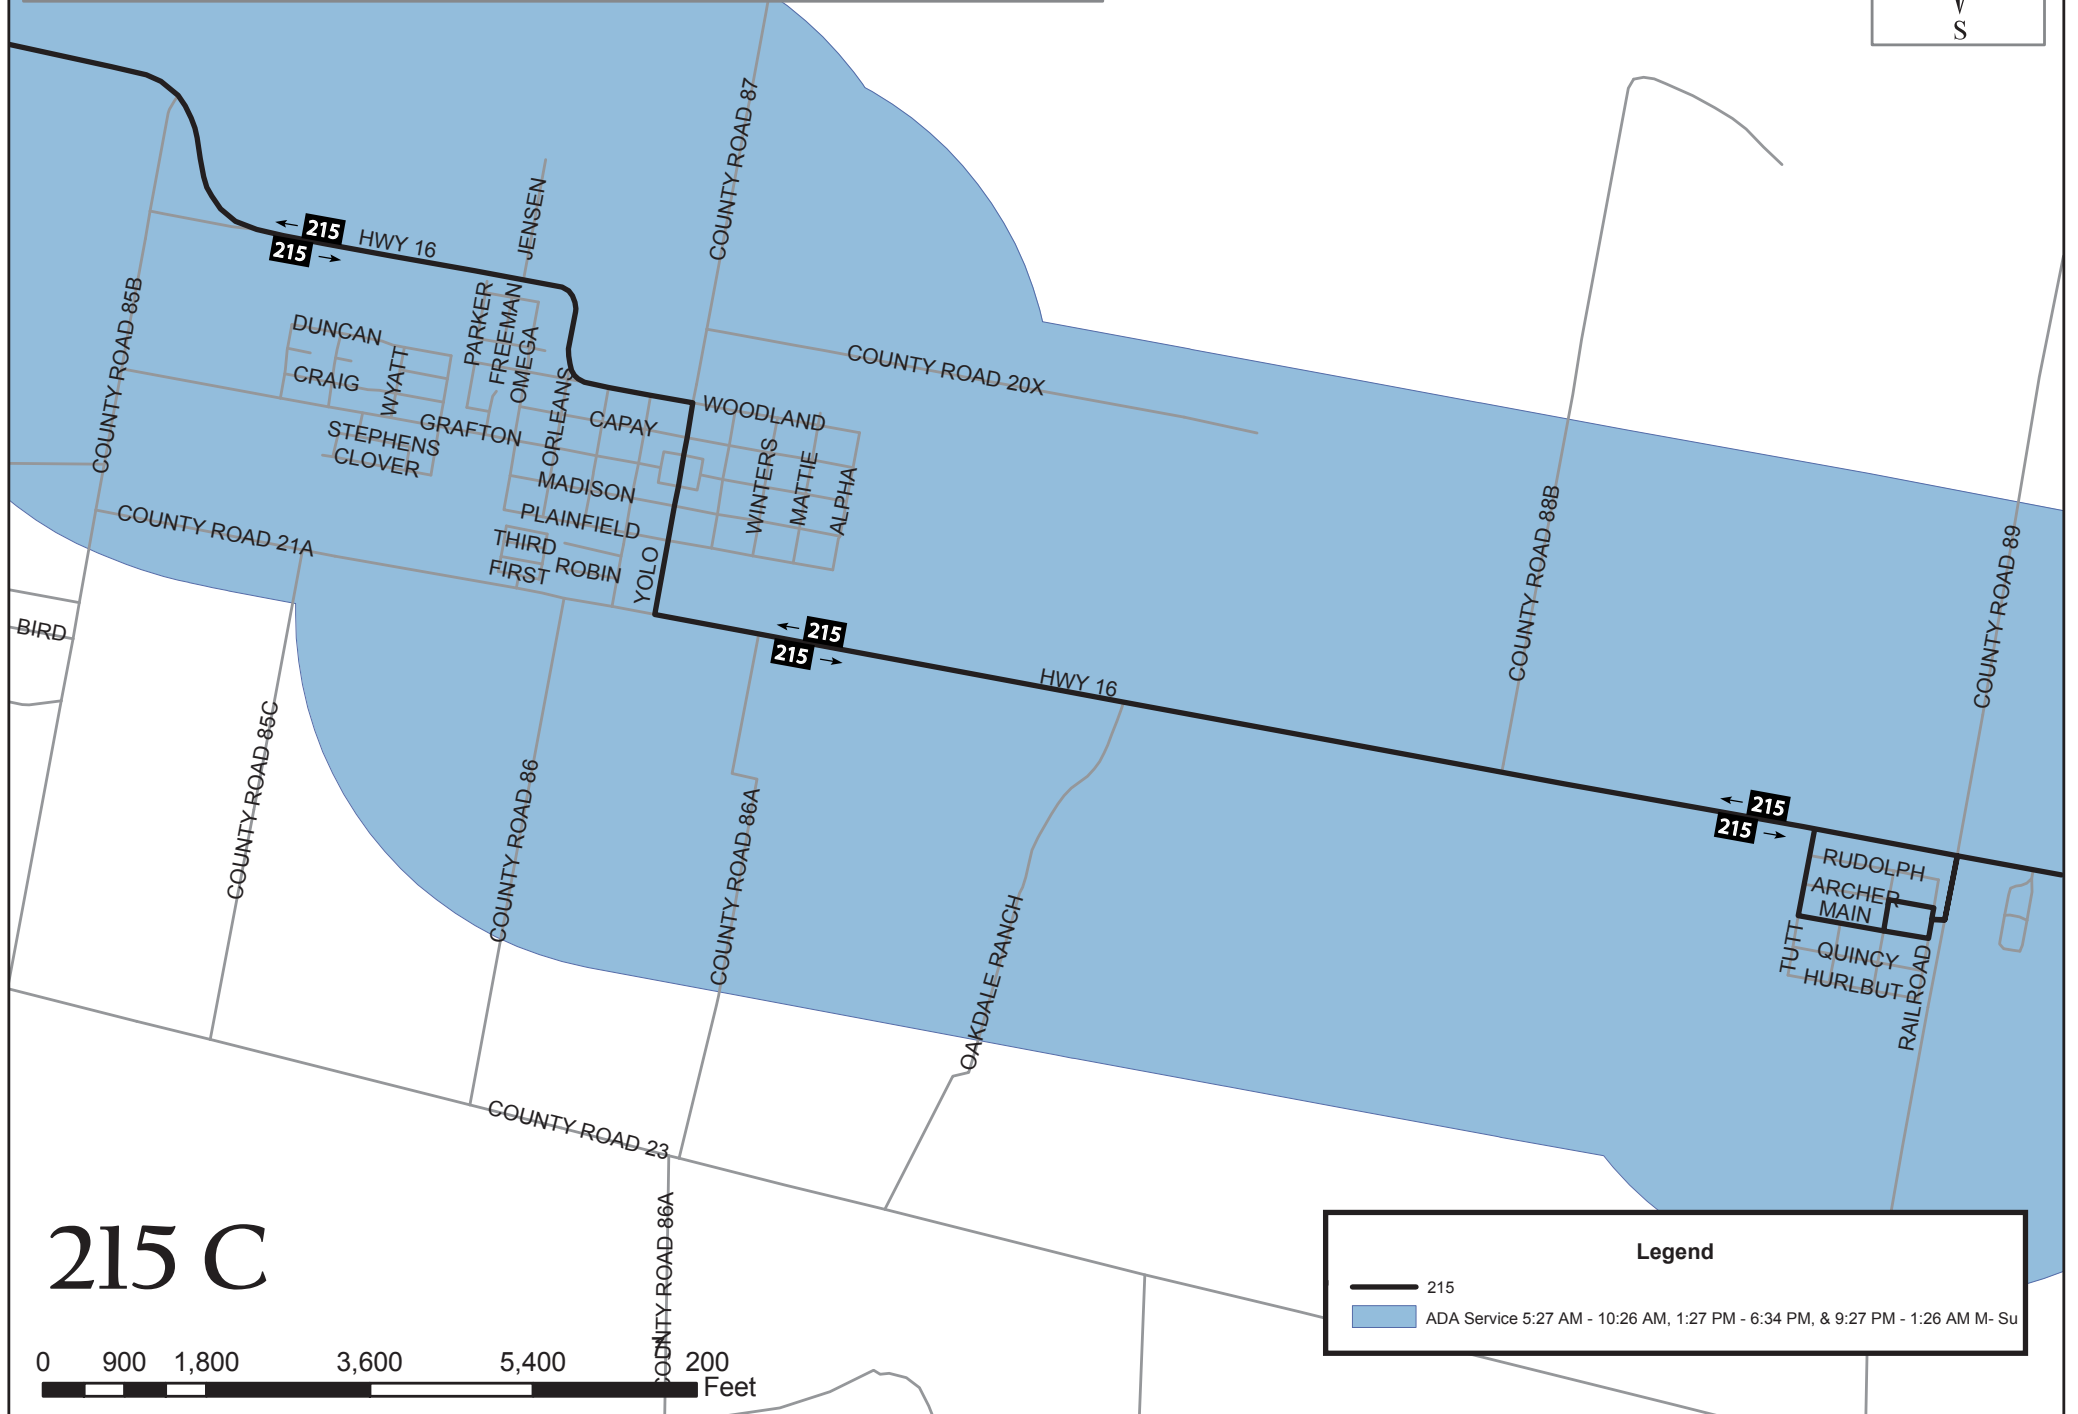 S
COUNTY ROAD 87
JENSEN
215
215
HWY 16
COUNTY ROAD 85B
DUNCAN
PARKER
FREEMAN
OMEGA
CRAIG
WYATT
COUNTY ROAD 20X
ORLEANS
CAPAY
WOODLAND
GRAFTON
STEPHENS
CLOVER
WINTERS
MATTIE
ALPHA
MADISON
PLAINFIELD
COUNTY ROAD 21A
THIRD
FIRST
ROBIN
YOLO
COUNTY ROAD 88B
COUNTY ROAD 89
BIRD
215
215
HWY 16
COUNTY ROAD 85C
COUNTY ROAD 86
COUNTY ROAD 86A
215
215
RUDOLPH
ARCHER
MAIN
OAKDALE RANCH
TUTT
QUINCY
HURLBUT
RAILROAD
COUNTY ROAD 23
COUNTY ROAD 86A
215 C
Legend
215
ADA Service 5:27 AM - 10:26 AM, 1:27 PM - 6:34 PM, & 9:27 PM - 1:26 AM M- Su
0 900 1,800 3,600 5,400 200
Feet